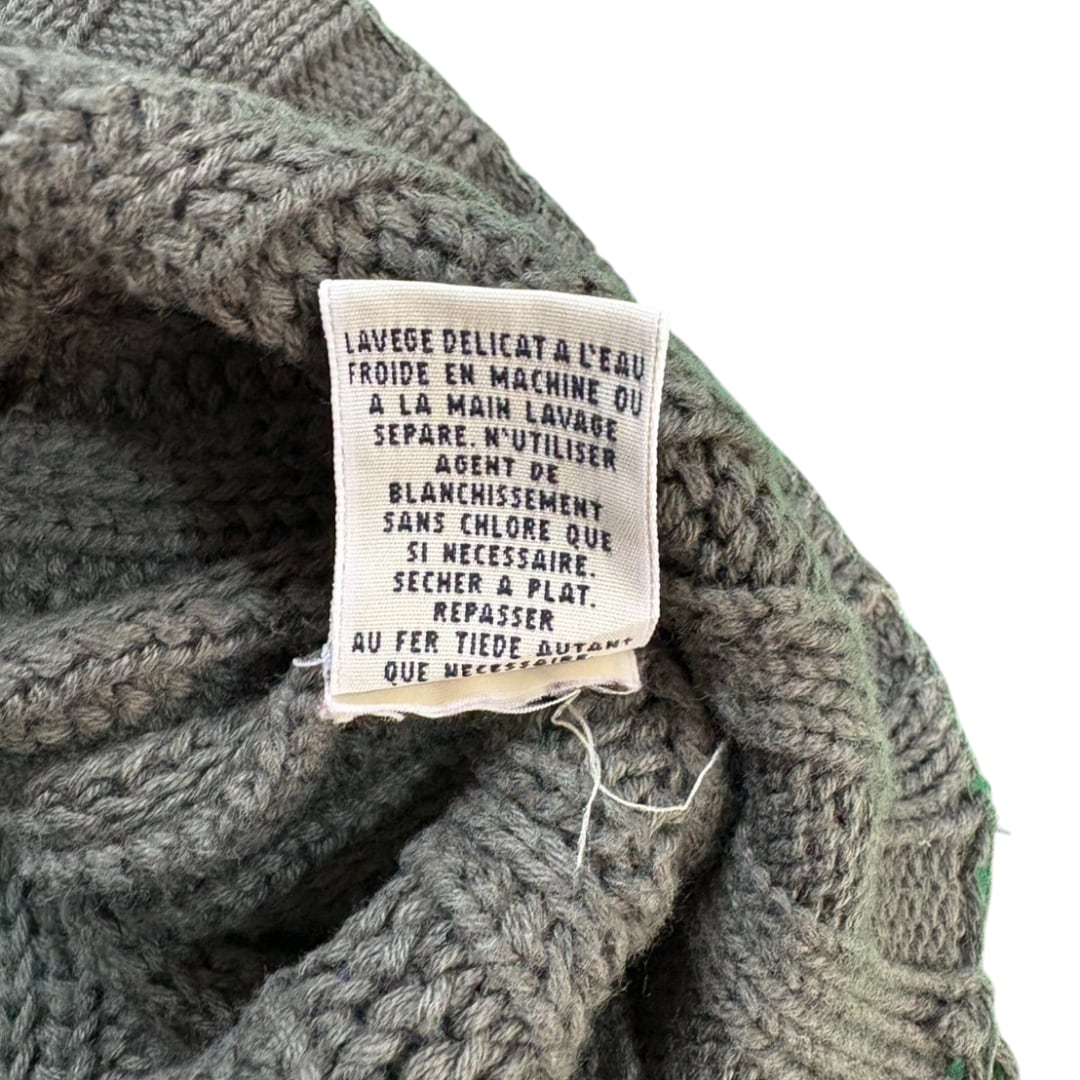 LAVEGE DELICAT A L'EAU
FROIDE EN MACHINE OU
A LA MAIN LAVAGE
SEPARE. N'UTILISER
AGENT DE
BLANCHISSEMENT
SANS CHLORE QUE
SI NECESSAIRE.
SECHER A PLAT.
REPASSER
AU FER TIEDE AUTANT
QUE NECESSAIRE.